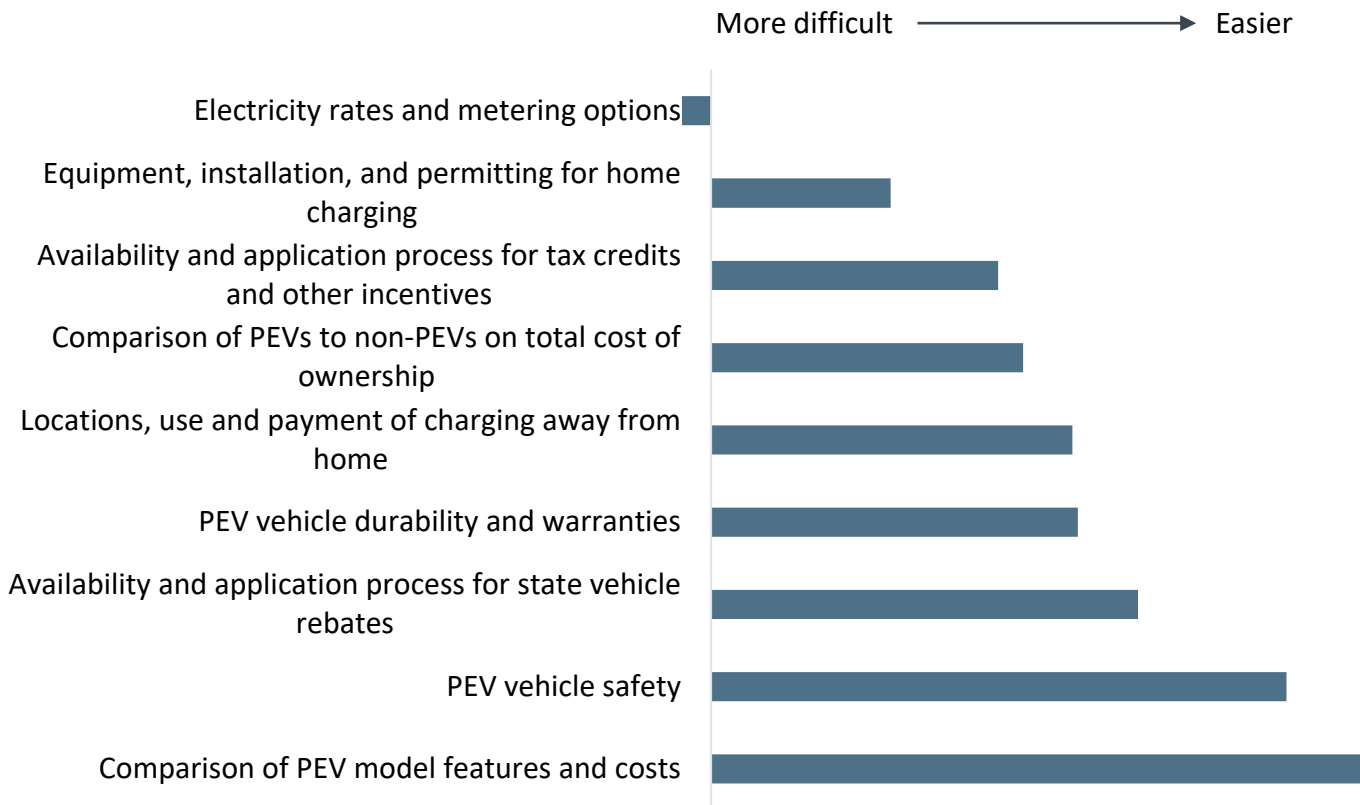 More difficult Easier
Electricity rates and metering options
Equipment, installation, and permitting for home
charging
Availability and application process for tax credits
and other incentives
Comparison of PEVs to non-PEVs on total cost of
ownership
Locations, use and payment of charging away from
home
PEV vehicle durability and warranties
Availability and application process for state vehicle
rebates
PEV vehicle safety
Comparison of PEV model features and costs